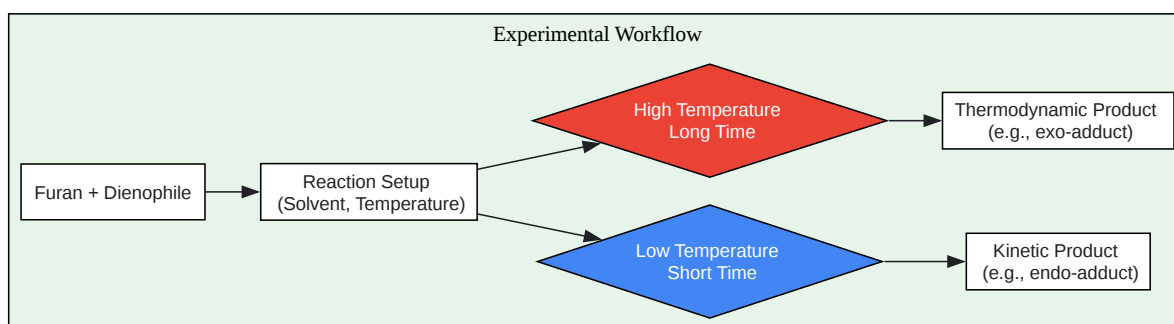 Experimental Workflow
Furan + Dienophile
Reaction Setup
(Solvent, Temperature)
High Temperature
Long Time
Thermodynamic Product
(e.g., exo-adduct)
Low Temperature
Short Time
Kinetic Product
(e.g., endo-adduct)